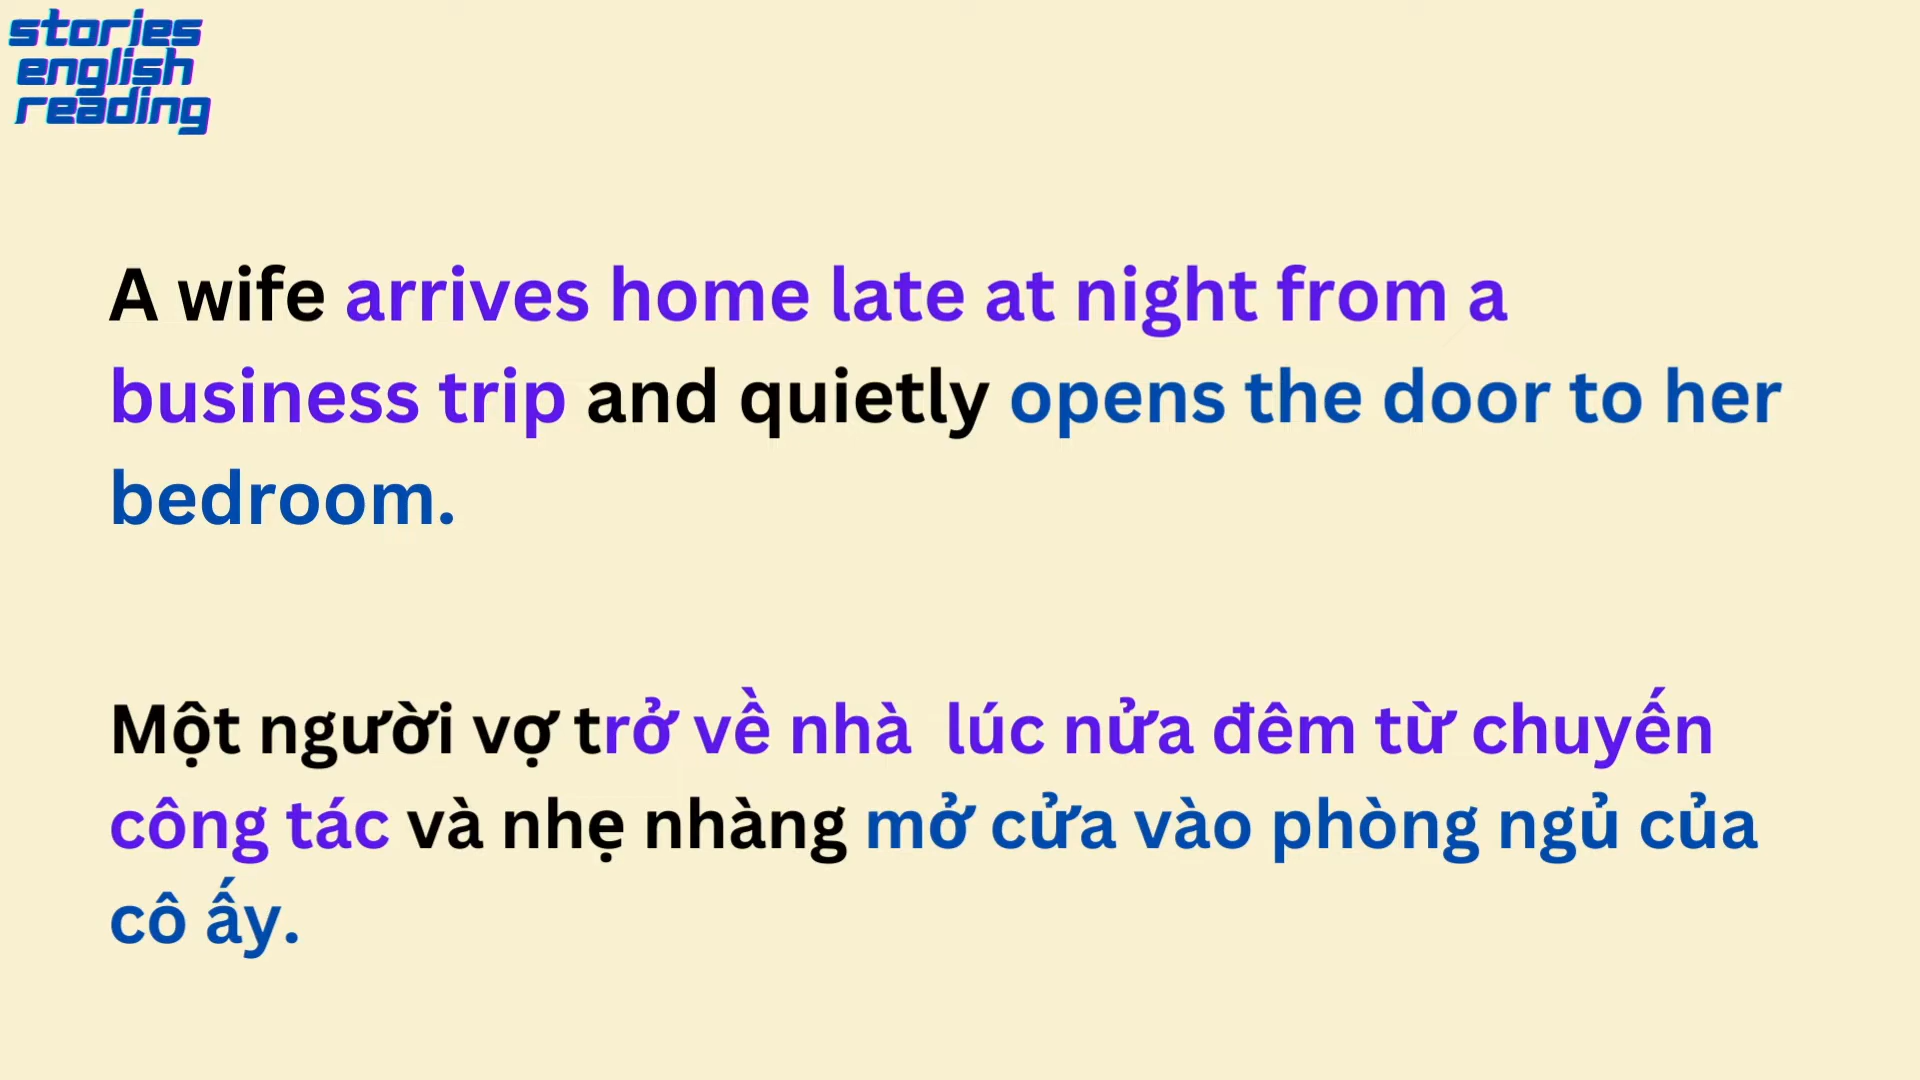 stories
english
reading
A wife arrives home late at night from a
business trip and quietly opens the door to her
bedroom.
Một người vợ trở về nhà  lúc nửa đêm từ chuyến
công tác và nhẹ nhàng mở cửa vào phòng ngủ của
cô ấy.